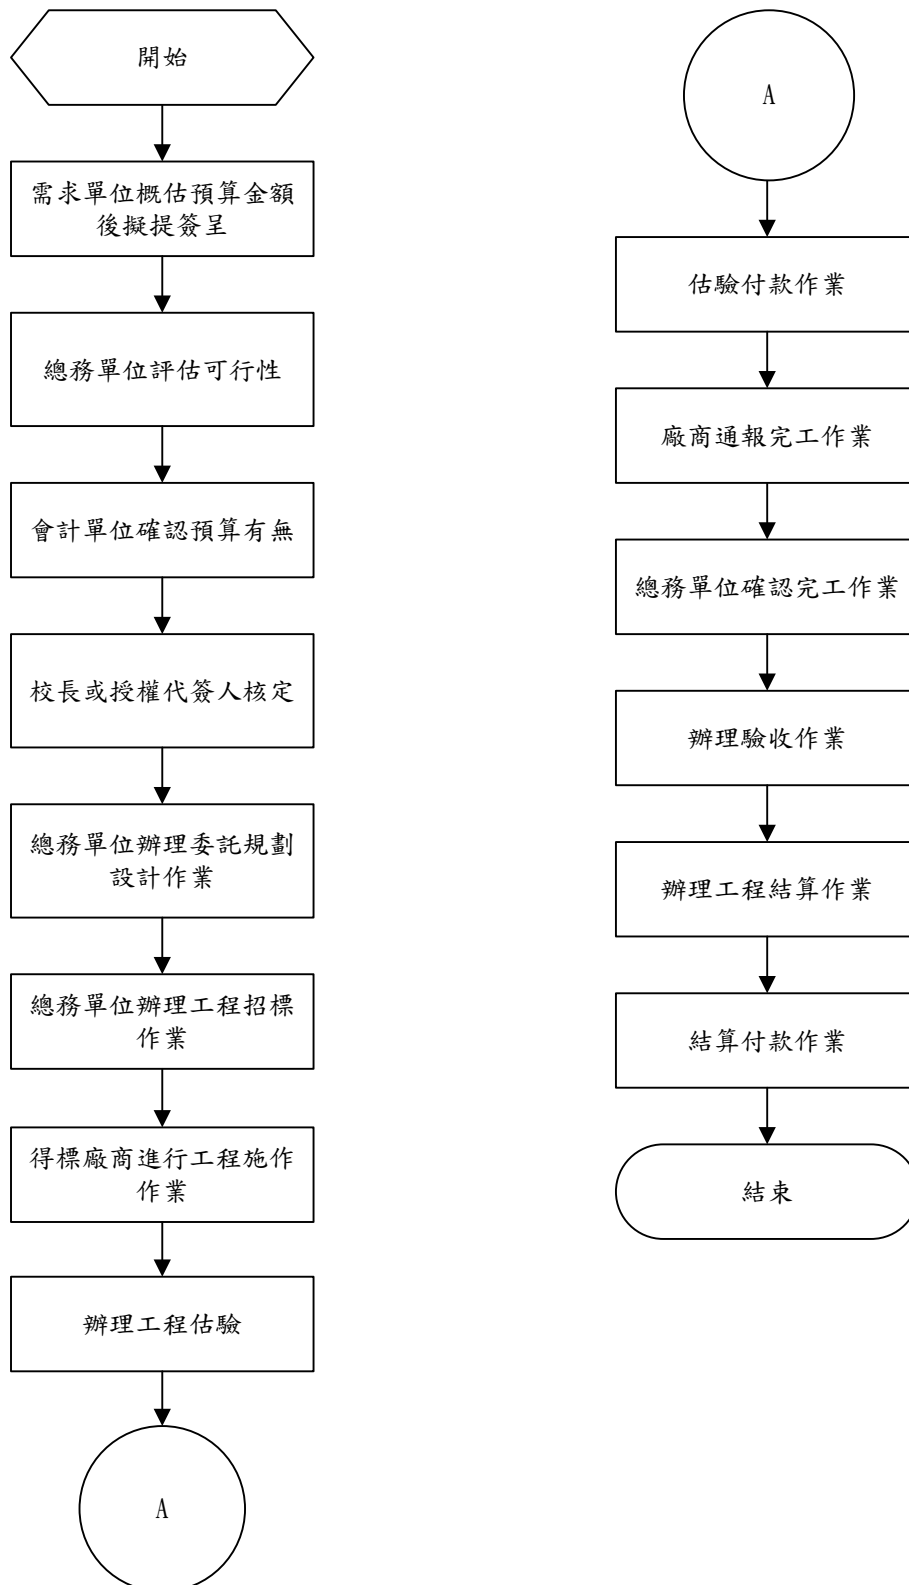 開始
需求單位概估預算金額
後擬提簽呈
總務單位評估可行性
會計單位確認預算有無
校長或授權代簽人核定
總務單位辦理委託規劃
設計作業
總務單位辦理工程招標
作業
得標廠商進行工程施作
作業
辦理工程估驗
A
A
估驗付款作業
廠商通報完工作業
總務單位確認完工作業
辦理驗收作業
辦理工程結算作業
結算付款作業
結束